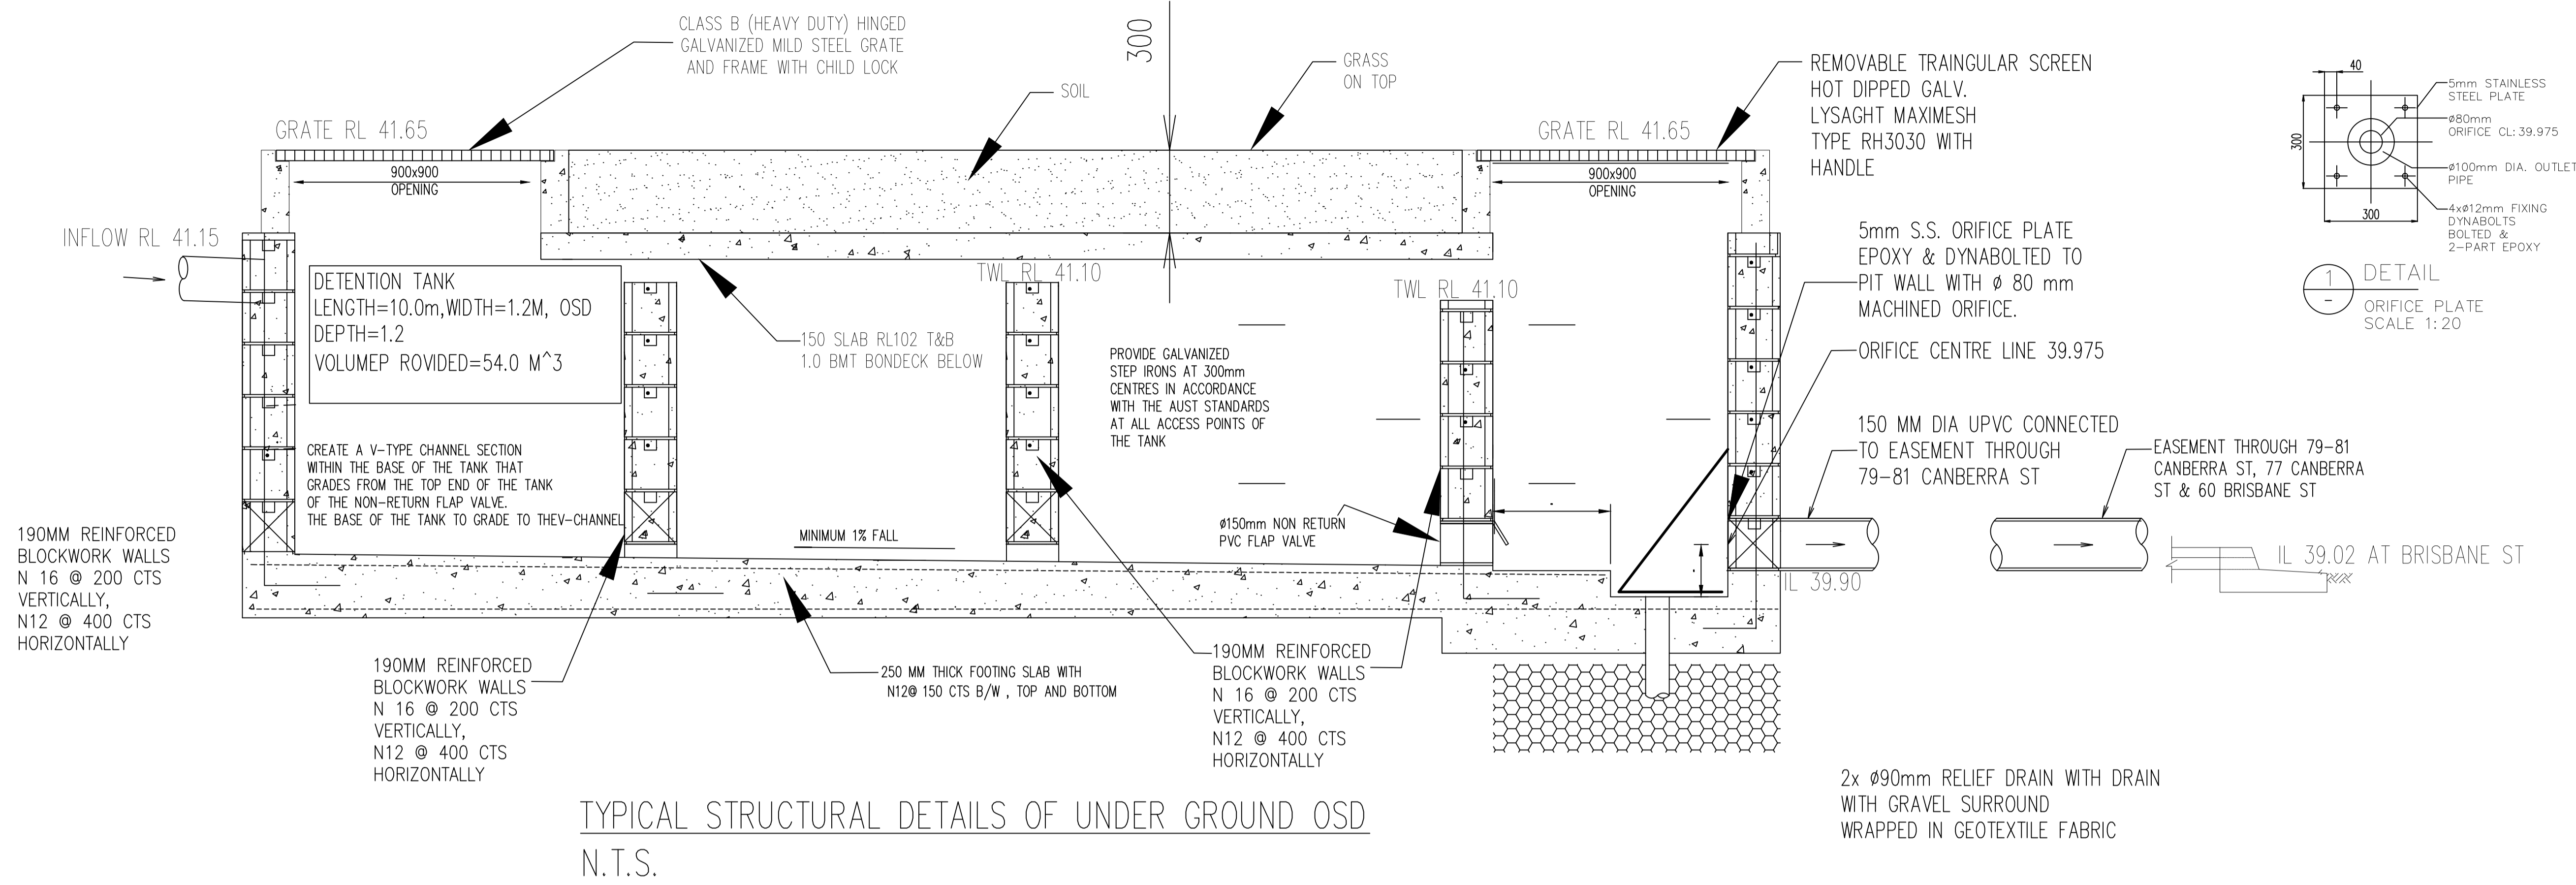 CLASS B (HEAVY DUTY) HINGED
GALVANIZED MILD STEEL GRATE
AND FRAME WITH CHILD LOCK
300
GRASS
ON TOP
SOIL
REMOVABLE TRAINGULAR SCREEN
HOT DIPPED GALV.
LYSAGHT MAXIMESH
TYPE RH3030 WITH
HANDLE
40
300
300
5mm STAINLESS
STEEL PLATE
ø80mm
ORIFICE CL: 39.975
ø100mm DIA. OUTLET
PIPE
4xø12mm FIXING
DYNABOLTS
BOLTED &
2-PART EPOXY
1
-
DETAIL
ORIFICE PLATE
SCALE 1:20
GRATE RL 41.65
900x900
OPENING
GRATE RL 41.65
900x900
OPENING
INFLOW RL 41.15
DETENTION TANK
LENGTH=10.0m,WIDTH=1.2M, OSD
DEPTH=1.2
VOLUMEP ROVIDED=54.0 M^3
TWL RL 41.10
TWL RL 41.10
150 SLAB RL102 T&B
1.0 BMT BONDECK BELOW
PROVIDE GALVANIZED
STEP IRONS AT 300mm
CENTRES IN ACCORDANCE
WITH THE AUST STANDARDS
AT ALL ACCESS POINTS OF
THE TANK
5mm S.S. ORIFICE PLATE
EPOXY & DYNABOLTED TO
PIT WALL WITH ø 80 mm
MACHINED ORIFICE.
ORIFICE CENTRE LINE 39.975
150 MM DIA UPVC CONNECTED
TO EASEMENT THROUGH
79-81 CANBERRA ST
EASEMENT THROUGH 79-81
CANBERRA ST, 77 CANBERRA
ST & 60 BRISBANE ST
CREATE A V-TYPE CHANNEL SECTION
WITHIN THE BASE OF THE TANK THAT
GRADES FROM THE TOP END OF THE TANK
OF THE NON-RETURN FLAP VALVE.
THE BASE OF THE TANK TO GRADE TO THEV-CHANNEL
MINIMUM 1% FALL
ø150mm NON RETURN
PVC FLAP VALVE
IL 39.90
IL 39.02 AT BRISBANE ST
190MM REINFORCED
BLOCKWORK WALLS
N 16 @ 200 CTS
VERTICALLY,
N12 @ 400 CTS
HORIZONTALLY
190MM REINFORCED
BLOCKWORK WALLS
N 16 @ 200 CTS
VERTICALLY,
N12 @ 400 CTS
HORIZONTALLY
250 MM THICK FOOTING SLAB WITH
N12@ 150 CTS B/W , TOP AND BOTTOM
190MM REINFORCED
BLOCKWORK WALLS
N 16 @ 200 CTS
VERTICALLY,
N12 @ 400 CTS
HORIZONTALLY
2x ø90mm RELIEF DRAIN WITH DRAIN
WITH GRAVEL SURROUND
WRAPPED IN GEOTEXTILE FABRIC
TYPICAL STRUCTURAL DETAILS OF UNDER GROUND OSD
N.T.S.